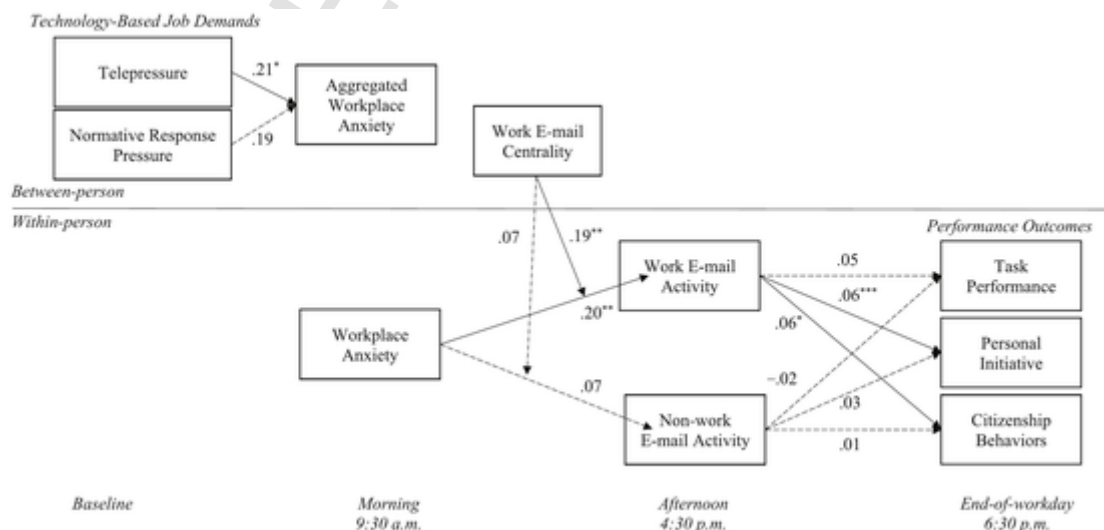 Technology-Based Job Demands
Telepressure
.21*
Aggregated
Workplace
Anxiety
Normative Response
Pressure
.19
Work E-mail
Centrality
Between-person
Within-person
Performance Outcomes
.07
.19**
Work E-mail
Activity
.05
Task
Performance
.20**
.06***
.06*
Workplace
Anxiety
Personal
Initiative
.07
−.02
.03
Non-work
E-mail Activity
.01
Citizenship
Behaviors
Baseline
Morning
9:30 a.m.
Afternoon
4:30 p.m.
End-of-workday
6:30 p.m.